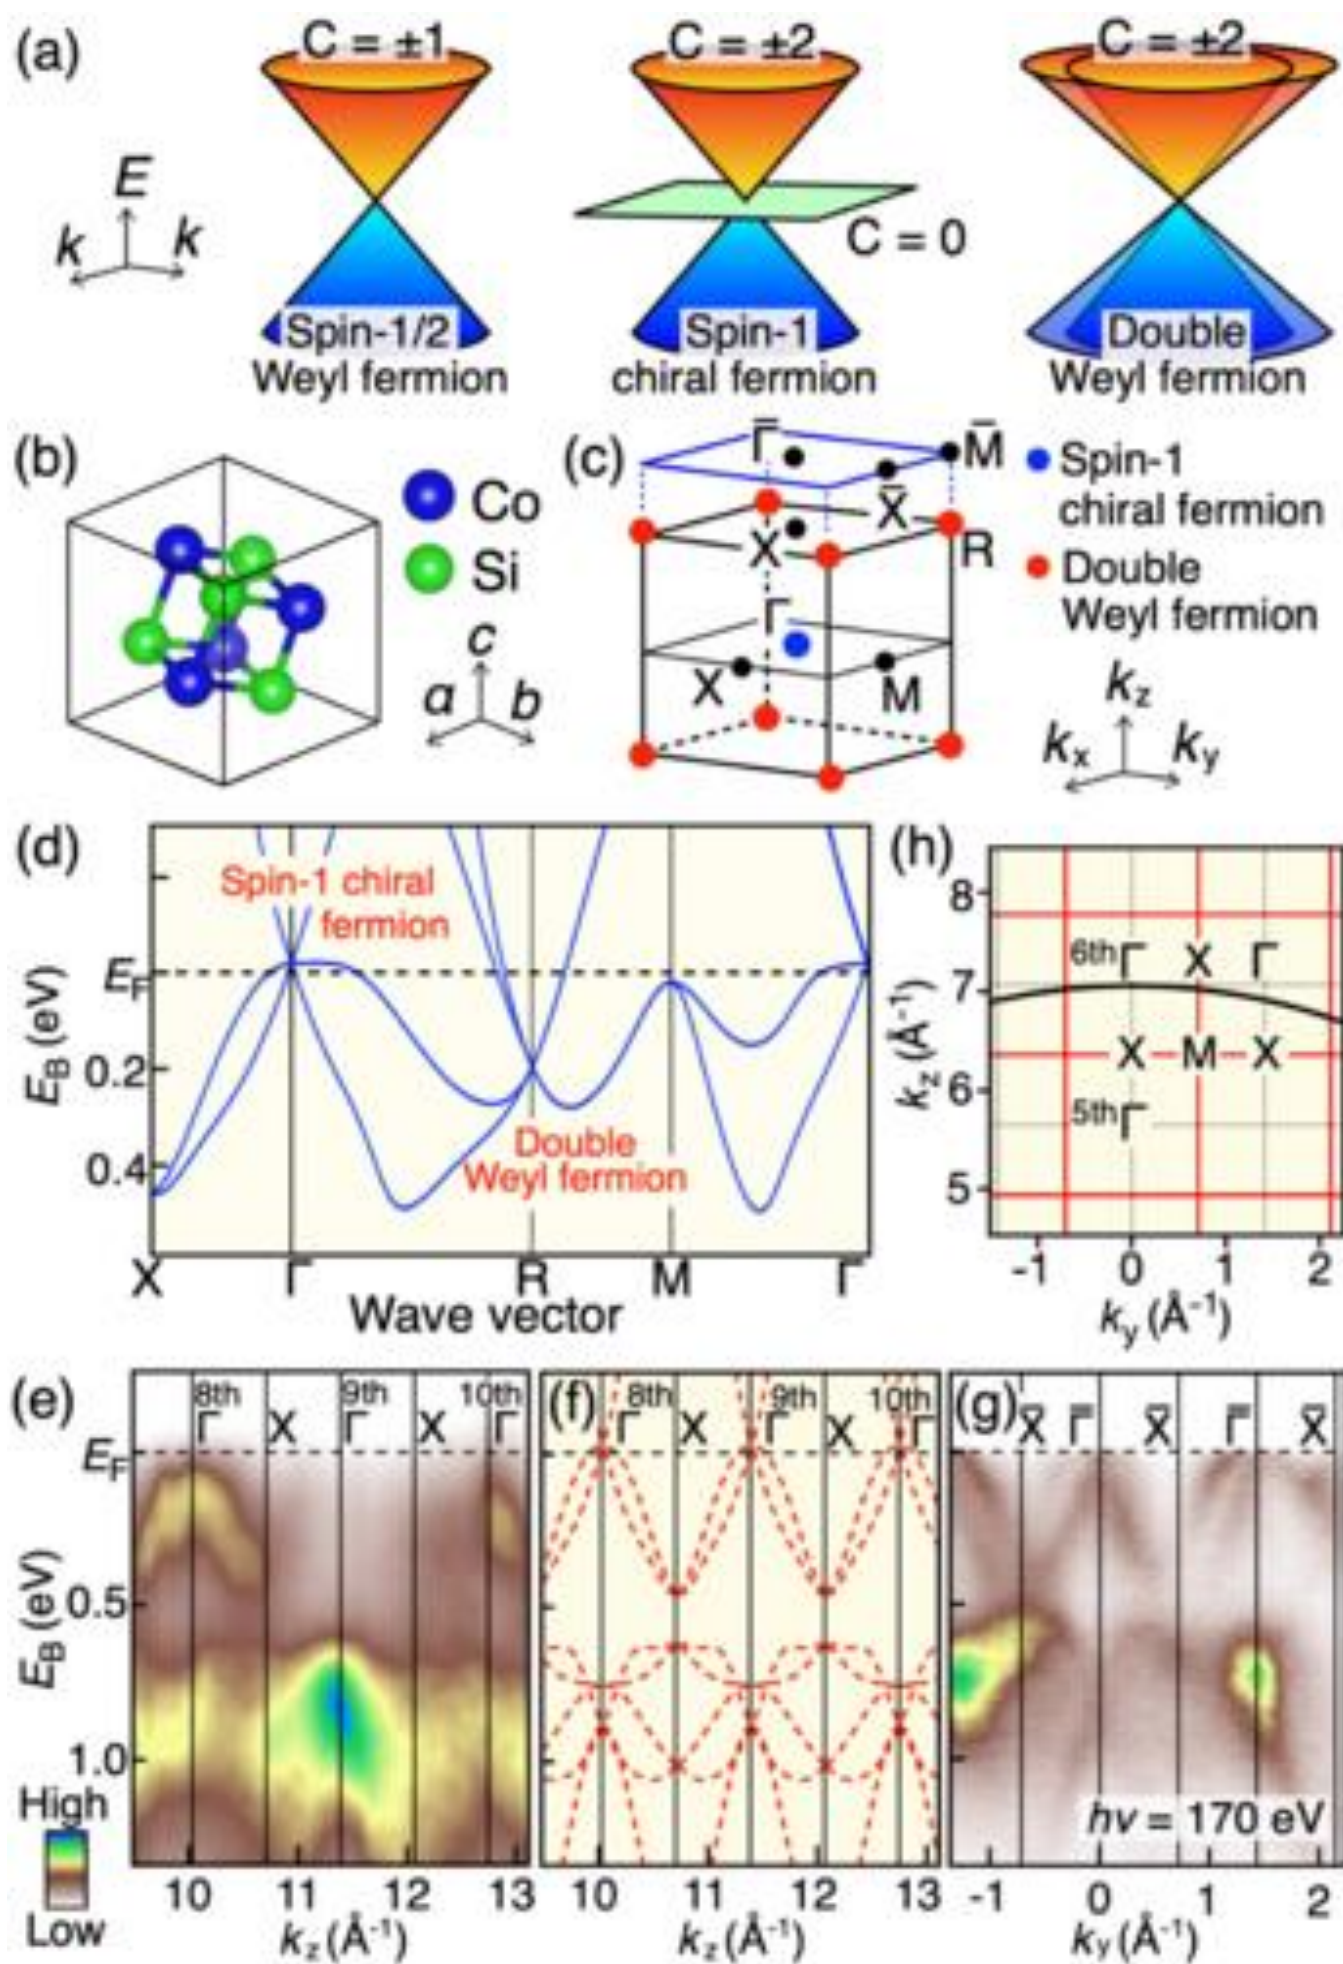 (a)
C = ±1
C = ±2
C = ±2
E
k
k
C = 0
Spin-1/2
Weyl fermion
Spin-1
chiral fermion
Double
Weyl fermion
(b)
Co
Si
c
a
b
(c)
Γ̄
M̄
X̄
X
R
Γ
X
M
Spin-1
chiral fermion
Double
Weyl fermion
kz
kx
ky
(d)
Spin-1 chiral
fermion
EF
0.2
0.4
EB (eV)
Double
Weyl fermion
X
Γ
R
M
Γ
Wave vector
(h)
8
7
6
5
kz (Å-1)
6th Γ X Γ
X M X
5th Γ
-1 0 1 2
ky (Å-1)
(e)
8th 9th 10th
Γ X Γ X Γ
EF
0.5
1.0
EB (eV)
High
Low
10 11 12 13
kz (Å-1)
(f)
8th 9th 10th
Γ X Γ X Γ
10 11 12 13
kz (Å-1)
(g)
X̄ Γ̄ X̄ Γ̄ X̄
hν = 170 eV
-1 0 1 2
ky (Å-1)